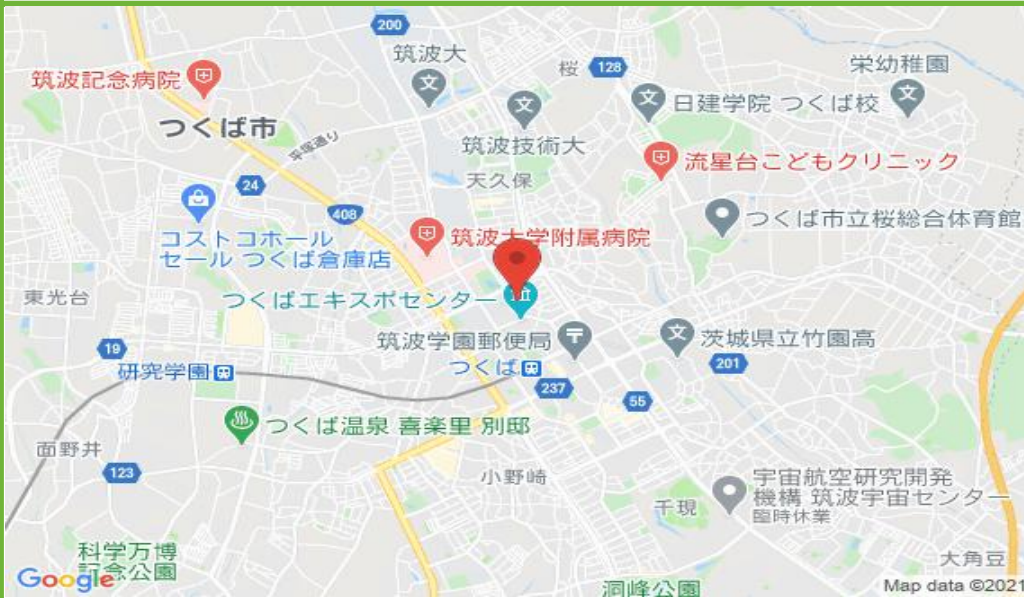 200
筑波大
桜
128
栄幼稚園
筑波記念病院
日建学院 つくば校
つくば市
平塚通り
筑波技術大
流星台こどもクリニック
天久保
24
408
つくば市立桜総合体育館
コストコホール
セール つくば倉庫店
筑波大学附属病院
東光台
つくばエキスポセンター
筑波学園郵便局
茨城県立竹園高
19
研究学園
つくば
201
237
55
つくば温泉 喜楽里 別邸
面野井
123
小野崎
宇宙航空研究開発
機構 筑波宇宙センター
臨時休業
千現
科学万博
記念公園
大角豆
洞峰公園
Google
Map data ©2021